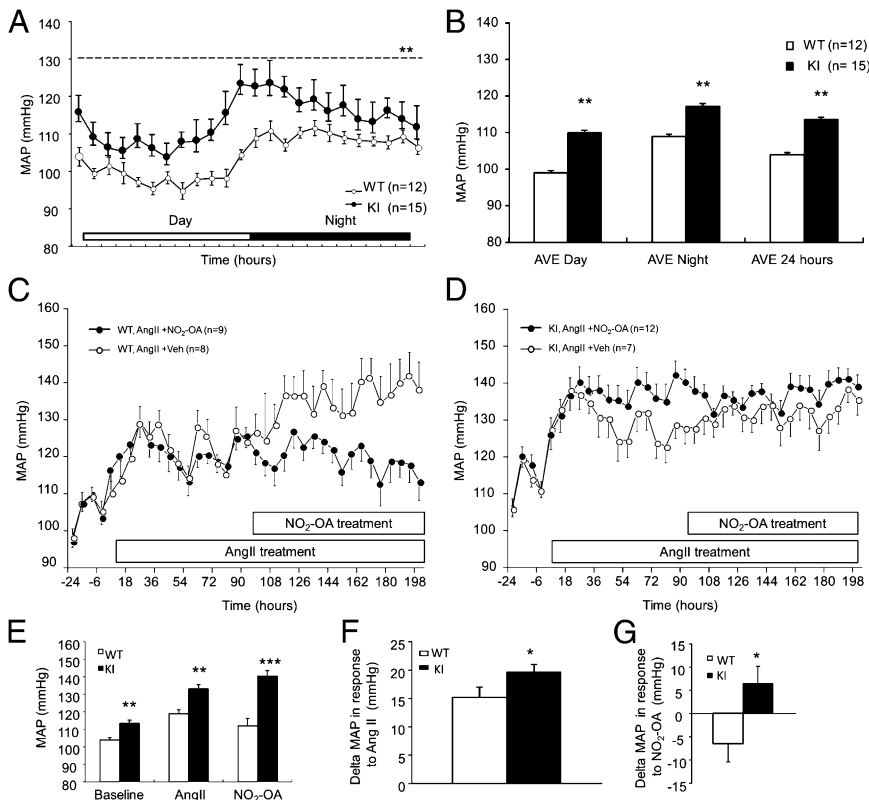 A
140
130
120
110
100
90
80
MAP (mmHg)
**
WT (n=12)
KI (n=15)
Day
Night
Time (hours)
B
140
130
120
110
100
90
80
MAP (mmHg)
WT (n=12)
KI (n= 15)
**
**
**
AVE Day
AVE Night
AVE 24 hours
C
160
150
140
130
120
110
100
90
MAP (mmHg)
WT, AngII +NO2-OA (n=9)
WT, AngII +Veh (n=8)
NO2-OA treatment
AngII treatment
-24 -6 18 36 54 72 90 108 126 144 162 180 198
Time (hours)
D
160
150
140
130
120
110
100
90
MAP (mmHg)
KI, AngII +NO2-OA (n=12)
KI, AngII +Veh (n=7)
NO2-OA treatment
AngII treatment
-24 -6 18 36 54 72 90 108 126 144 162 180 198
Time (hours)
E
160
150
140
130
120
110
100
90
80
MAP (mmHg)
WT
KI
**
**
***
Baseline
AngII
NO2-OA
F
25
20
15
10
5
0
Delta MAP in response
to Ang II (mmHg)
WT
KI
*
G
15
10
5
0
-5
-10
-15
Delta MAP in response
to NO2-OA (mmHg)
WT
KI
*